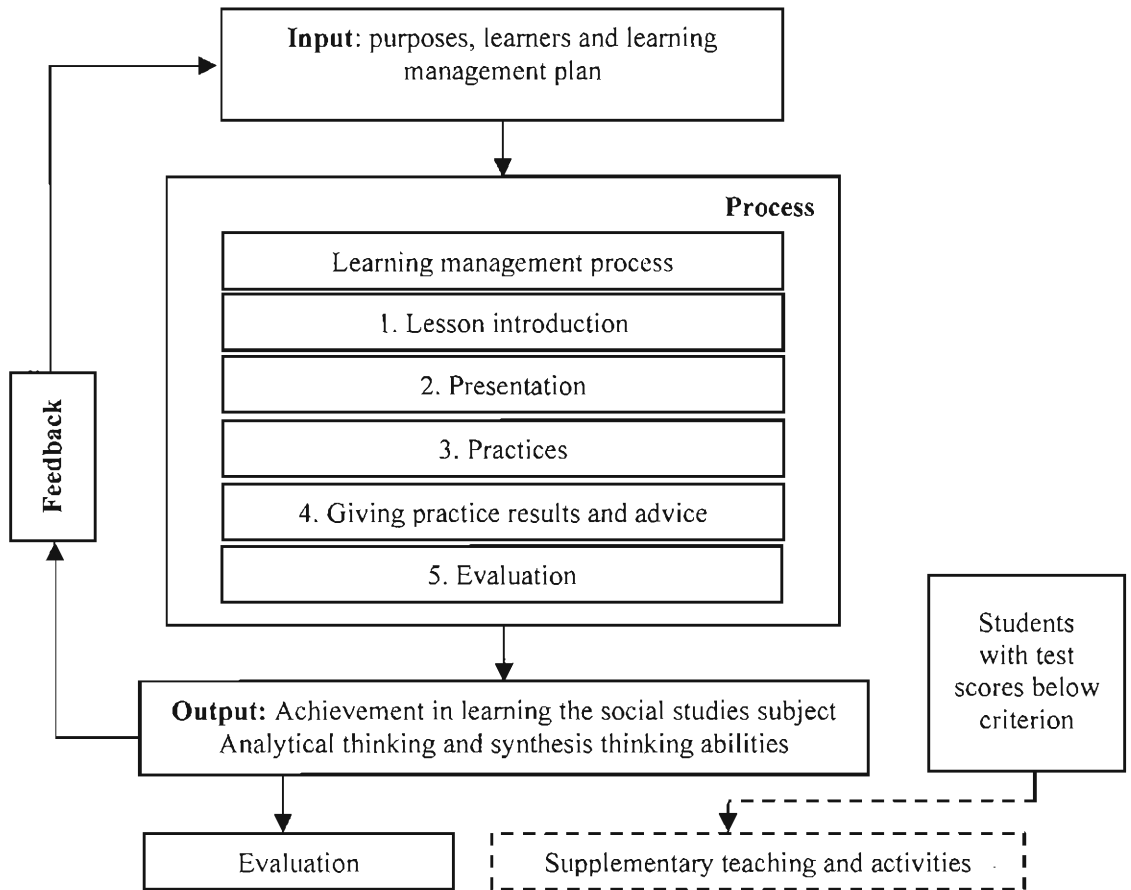 Input: purposes, learners and learning
management plan
Process
Learning management process
1. Lesson introduction
2. Presentation
3. Practices
4. Giving practice results and advice
5. Evaluation
Feedback
Students
with test
scores below
criterion
Output: Achievement in learning the social studies subject
Analytical thinking and synthesis thinking abilities
Evaluation
Supplementary teaching and activities